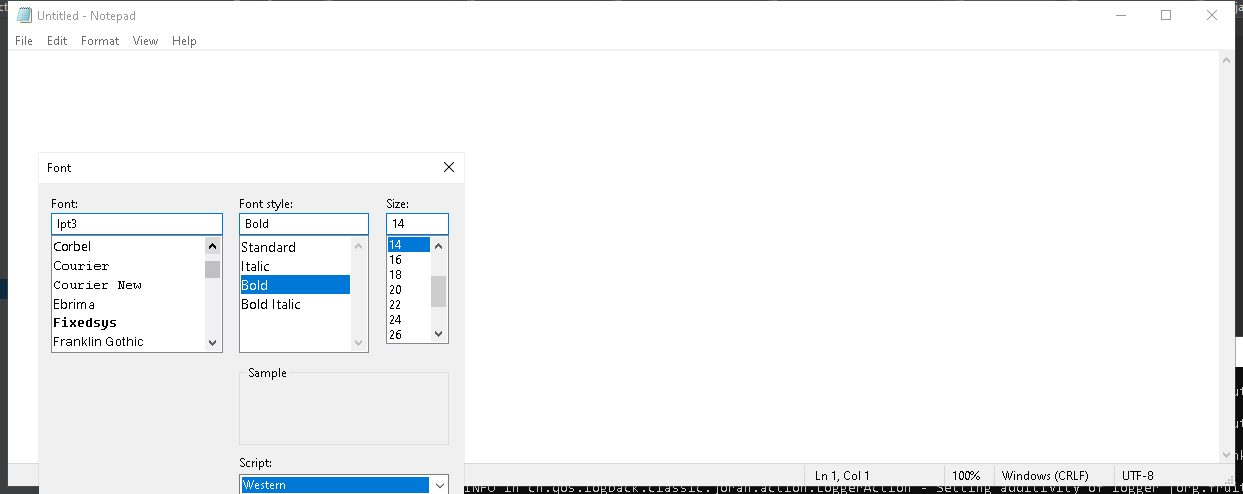 Untitled - Notepad
File Edit Format View Help
Font
Font: Font style: Size:
lpt3 Bold 14
Corbel
Courier
Courier New
Ebrima
Fixedsys
Franklin Gothic
Standard
Italic
Bold
Bold Italic
14
16
18
20
22
24
26
Sample
Script:
Western
Ln 1, Col 1 100% Windows (CRLF) UTF-8
INFO in ch.qos.logback.classic.joran.action.LoggerAction - Setting additivity of logger